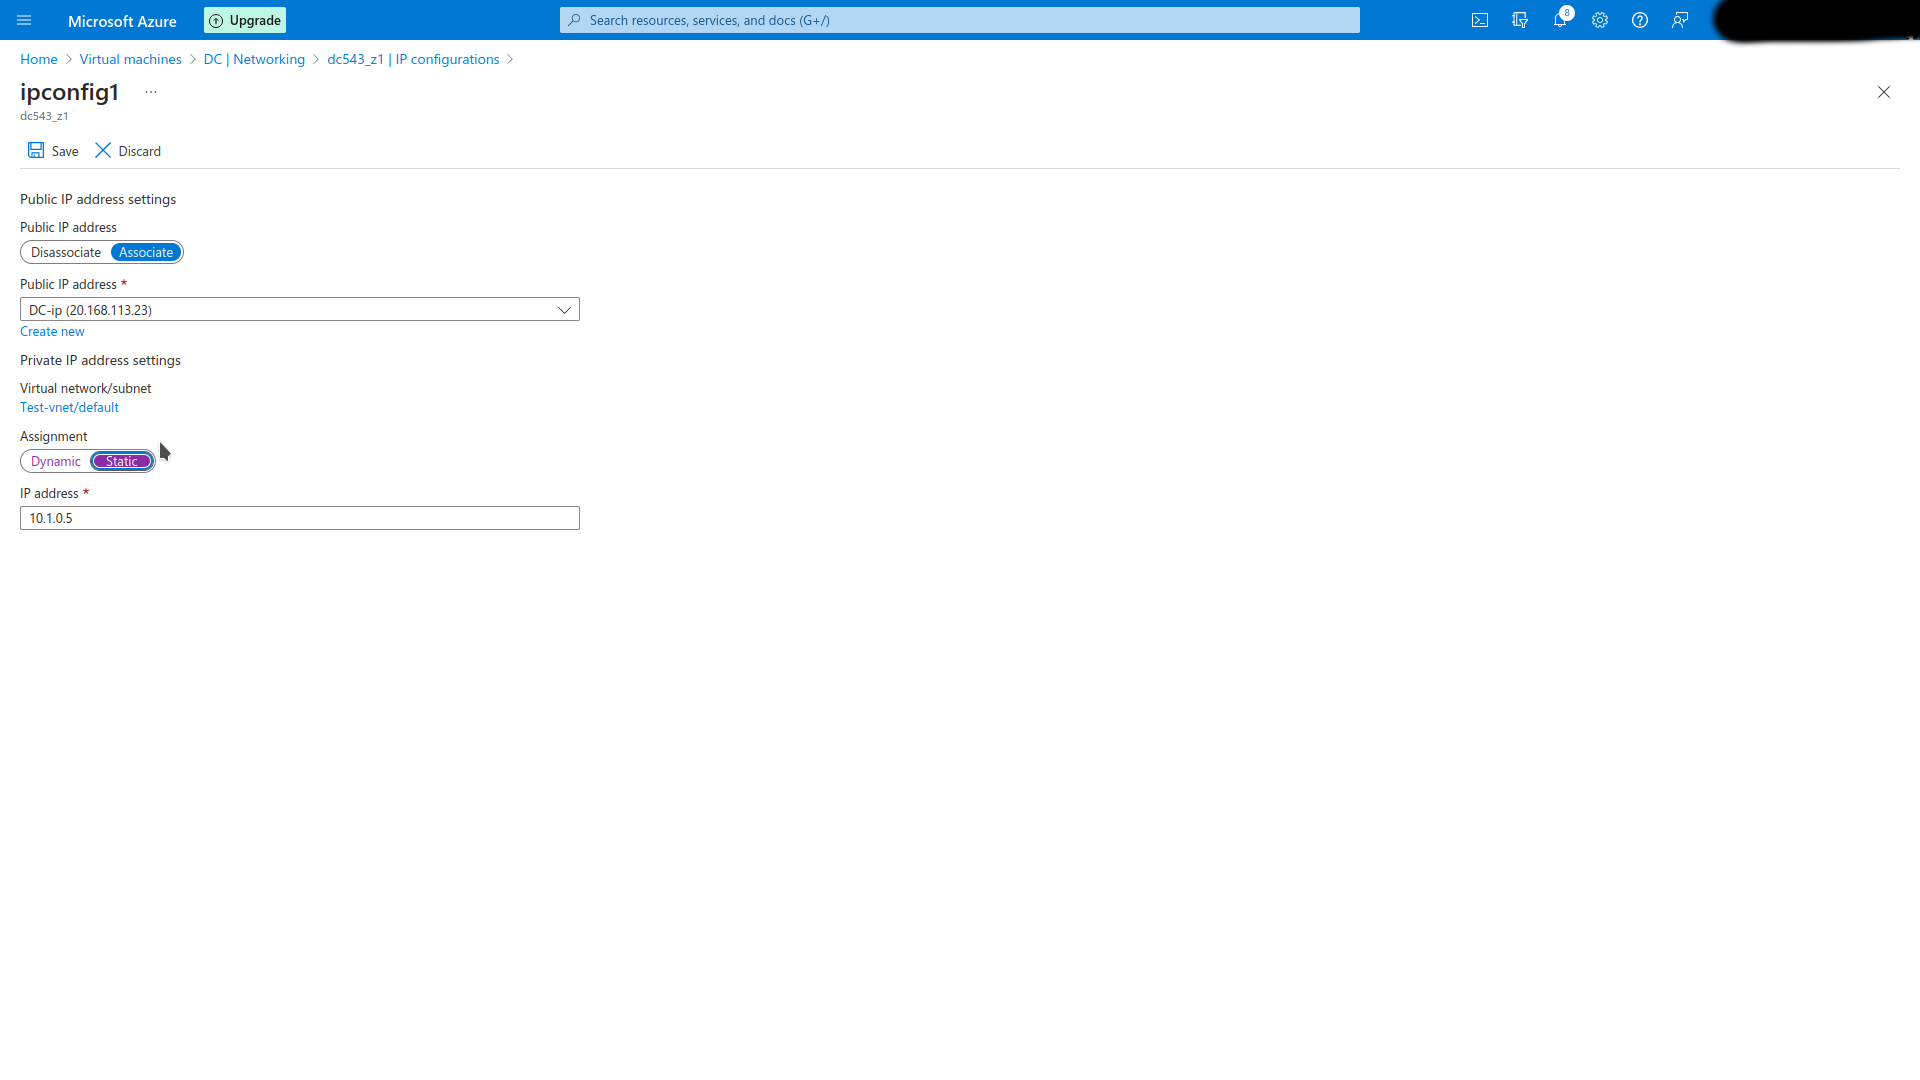 Microsoft Azure
Upgrade
Search resources, services, and docs (G+/)
8
Home > Virtual machines > DC | Networking > dc543_z1 | IP configurations >
ipconfig1 ...
dc543_z1
Save Discard
Public IP address settings
Public IP address
Disassociate Associate
Public IP address *
DC-ip (20.168.113.23)
Create new
Private IP address settings
Virtual network/subnet
Test-vnet/default
Assignment
Dynamic Static
IP address *
10.1.0.5